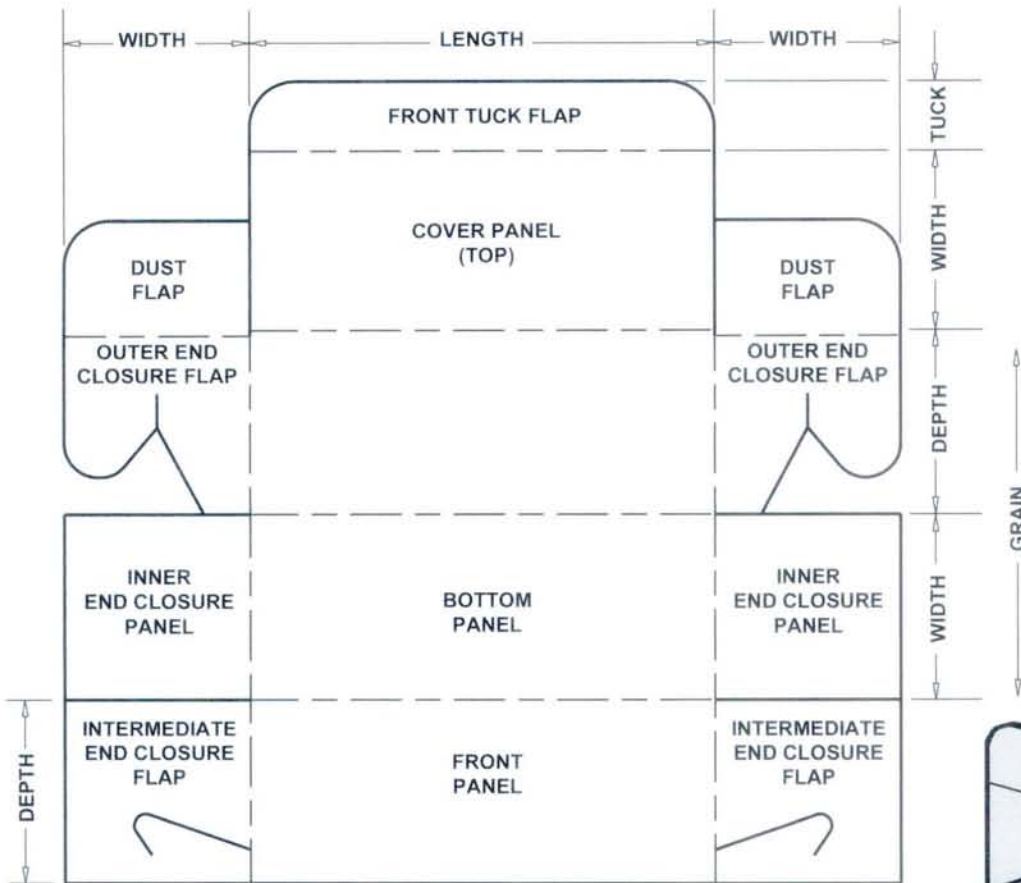 WIDTH
LENGTH
WIDTH
FRONT TUCK FLAP
TUCK
COVER PANEL
(TOP)
WIDTH
DUST
FLAP
DUST
FLAP
OUTER END
CLOSURE FLAP
OUTER END
CLOSURE FLAP
DEPTH
GRAIN
INNER
END CLOSURE
PANEL
BOTTOM
PANEL
INNER
END CLOSURE
PANEL
WIDTH
INTERMEDIATE
END CLOSURE
FLAP
FRONT
PANEL
INTERMEDIATE
END CLOSURE
FLAP
DEPTH